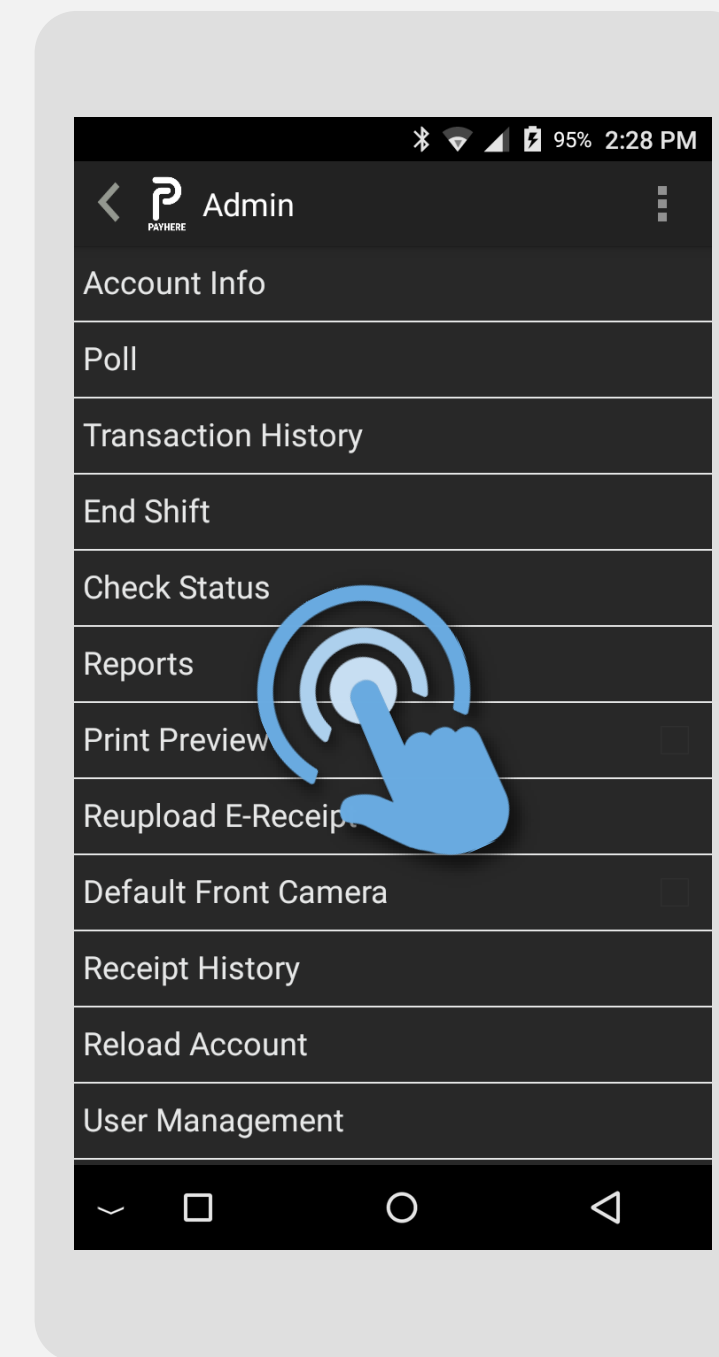 95% 2:28 PM
PAYHERE
Admin
Account Info
Poll
Transaction History
End Shift
Check Status
Reports
Print Preview
Reupload E-Receipt
Default Front Camera
Receipt History
Reload Account
User Management